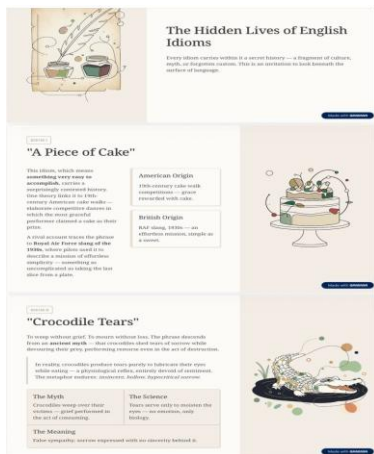 The Hidden Lives of English
Idioms
Every idiom carries within it a secret history — a fragment of culture,
myth, or forgotten custom. This is an invitation to look beneath the
surface of language.
"A Piece of Cake"
This idiom, which means
something very easy to
accomplish, carries a
surprisingly contested history.
One theory links it to 19th-
century American cake walks —
elaborate competitive dances in
which the most graceful
performer claimed a cake as their
prize.
A rival account traces the phrase
to Royal Air Force slang of the
1930s, where pilots used it to
describe a mission of effortless
simplicity — something as
uncomplicated as taking the last
slice from a plate.
American Origin
19th-century cake walk
competitions — grace
rewarded with cake.
British Origin
RAF slang, 1930s — an
effortless mission, simple as
a sweet.
"Crocodile Tears"
To weep without grief. To mourn without loss. The phrase descends
from an ancient myth — that crocodiles shed tears of sorrow while
devouring their prey, performing remorse even in the act of destruction.
In reality, crocodiles produce tears purely to lubricate their eyes
while eating — a physiological reflex, entirely devoid of sentiment.
The metaphor endures: insincere, hollow, hypocritical sorrow.
The Myth
Crocodiles weep over their
victims — grief performed in
the act of consuming.
The Science
Tears serve only to moisten the
eyes — no emotion, only
biology.
The Meaning
False sympathy; sorrow expressed with no sincerity behind it.